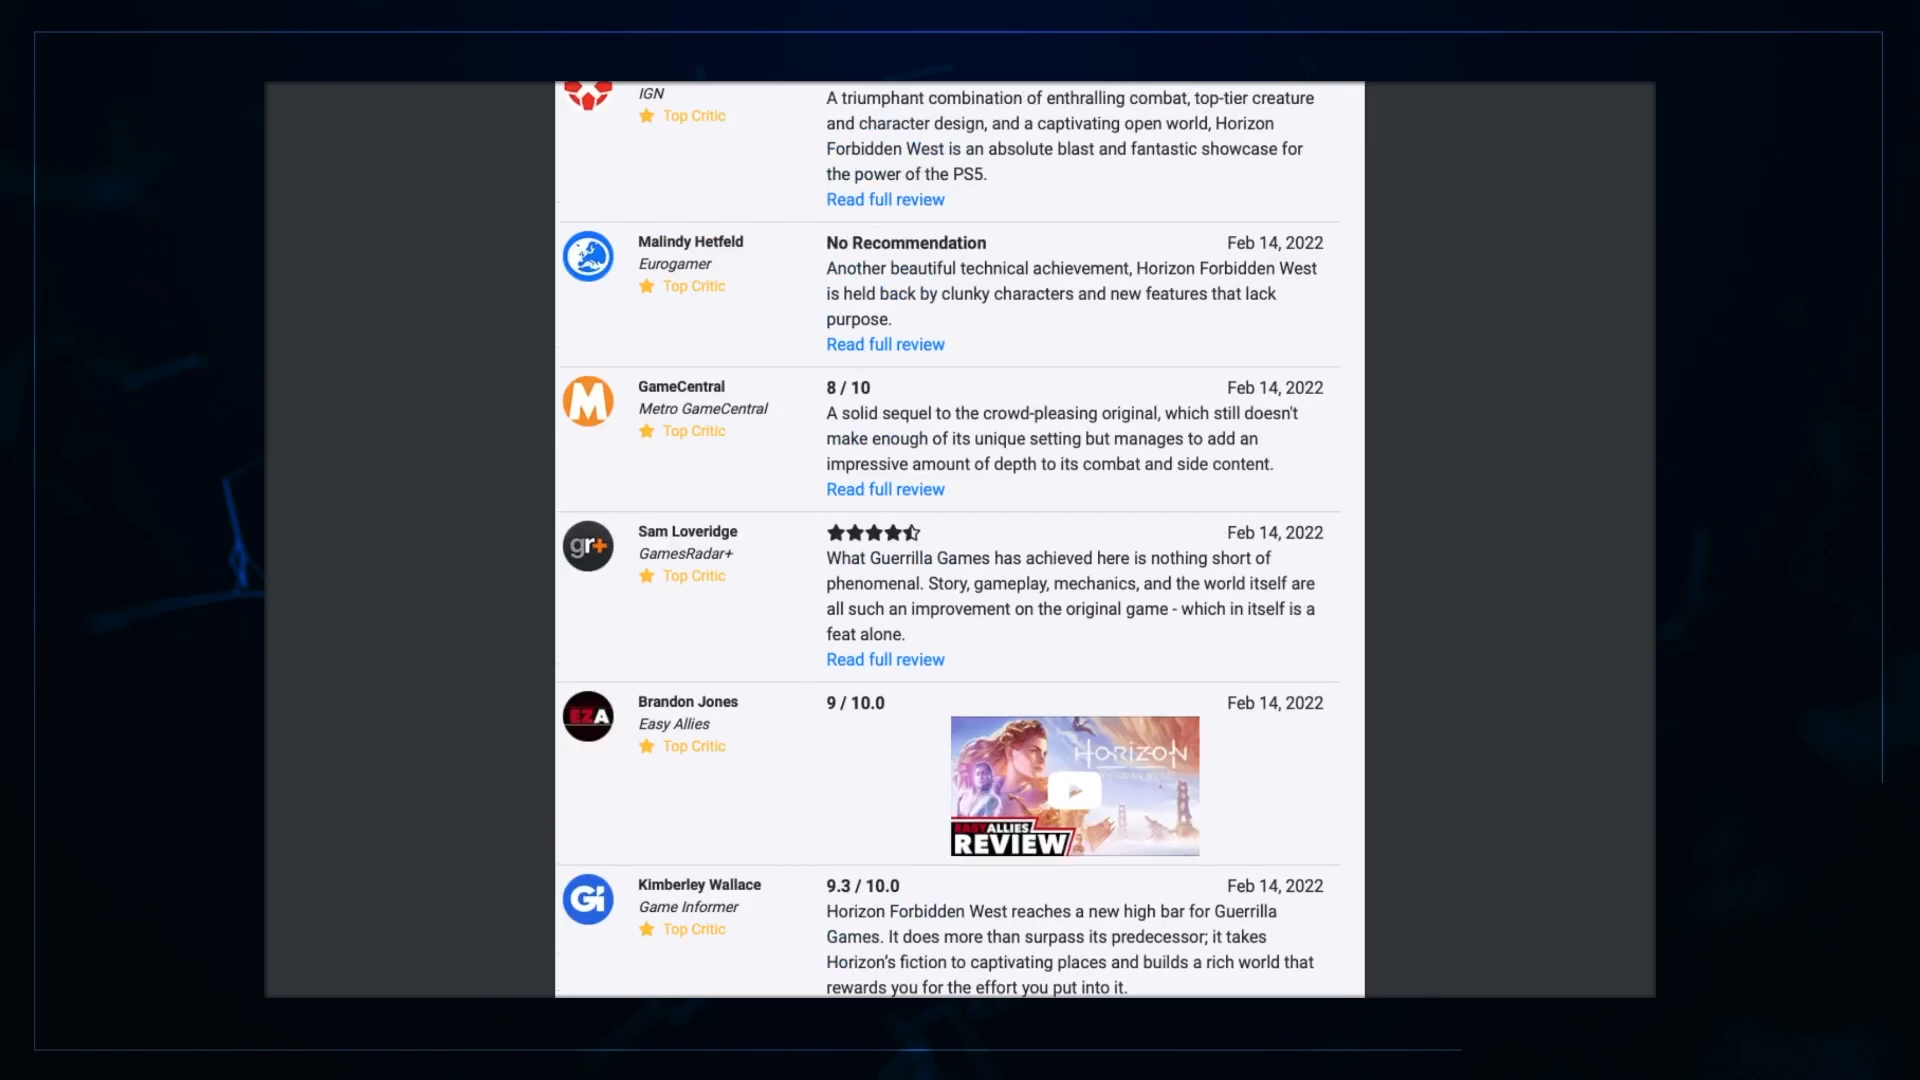 IGN
Top Critic
A triumphant combination of enthralling combat, top-tier creature
and character design, and a captivating open world, Horizon
Forbidden West is an absolute blast and fantastic showcase for
the power of the PS5.
Read full review
Malindy Hetfeld
Eurogamer
Top Critic
No Recommendation
Feb 14, 2022
Another beautiful technical achievement, Horizon Forbidden West
is held back by clunky characters and new features that lack
purpose.
Read full review
M
GameCentral
Metro GameCentral
Top Critic
8 / 10
Feb 14, 2022
A solid sequel to the crowd-pleasing original, which still doesn't
make enough of its unique setting but manages to add an
impressive amount of depth to its combat and side content.
Read full review
gr+
Sam Loveridge
GamesRadar+
Top Critic
Feb 14, 2022
What Guerrilla Games has achieved here is nothing short of
phenomenal. Story, gameplay, mechanics, and the world itself are
all such an improvement on the original game - which in itself is a
feat alone.
Read full review
EZA
Brandon Jones
Easy Allies
Top Critic
9 / 10.0
Feb 14, 2022
HORIZON
EASY ALLIES
REVIEW
Gi
Kimberley Wallace
Game Informer
Top Critic
9.3 / 10.0
Feb 14, 2022
Horizon Forbidden West reaches a new high bar for Guerrilla
Games. It does more than surpass its predecessor; it takes
Horizon’s fiction to captivating places and builds a rich world that
rewards you for the effort you put into it.